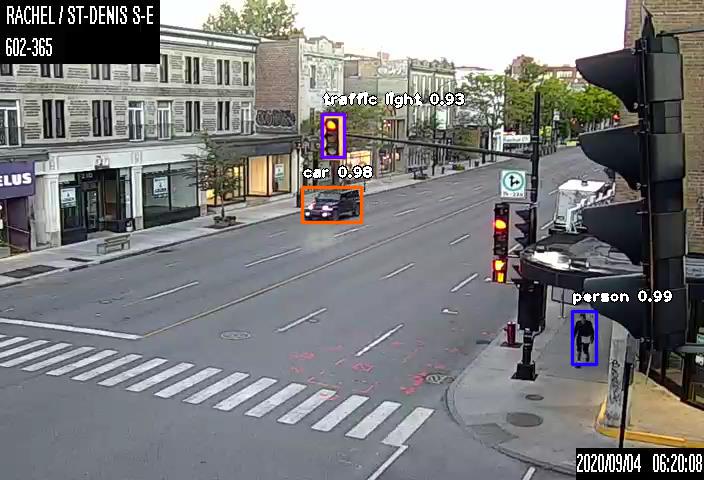 RACHEL / ST-DENIS S-E
602-365
traffic light 0.93
car 0.98
ELUS
person 0.99
2020/09/04 06:20:08